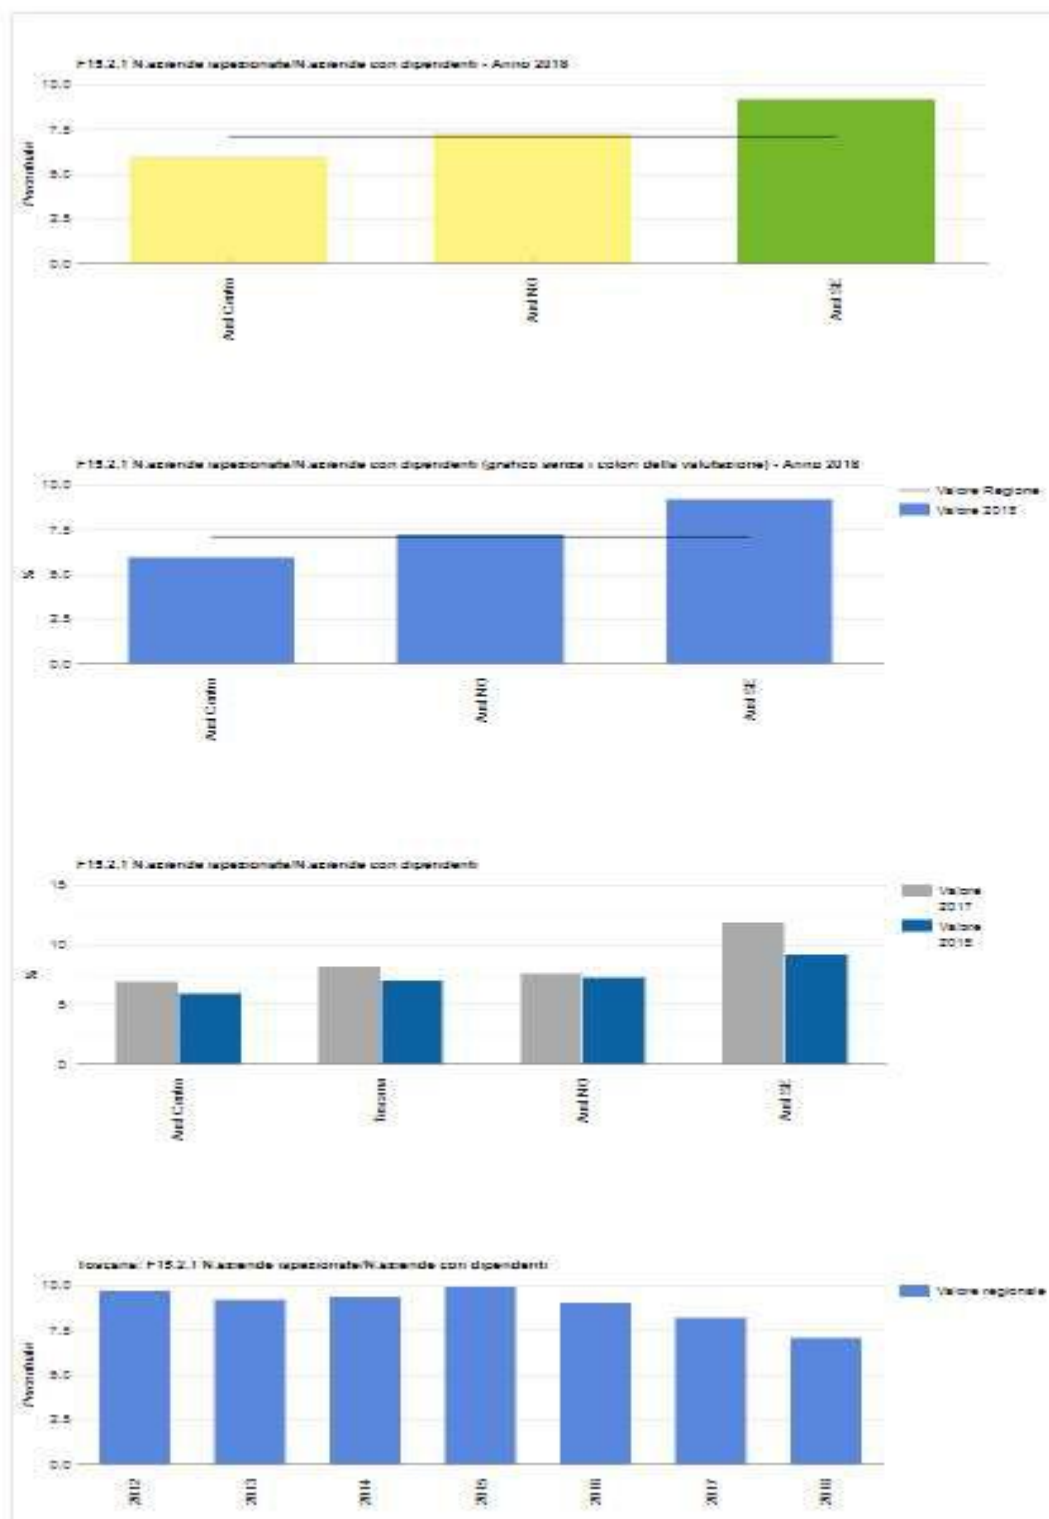 F15.2.1 N.aziende ispezionate/N.aziende con dipendenti - Anno 2018
10.0
7.5
5.0
2.5
0.0
Percentuale
Ausl Centro
Ausl NO
Ausl SE
F15.2.1 N.aziende ispezionate/N.aziende con dipendenti (grafico senza i colori della valutazione) - Anno 2018
10.0
7.5
5.0
2.5
0.0
%
Ausl Centro
Ausl NO
Ausl SE
Valore Regione
Valore 2018
F15.2.1 N.aziende ispezionate/N.aziende con dipendenti
15
10
5
0
%
Ausl Centro
Toscana
Ausl NO
Ausl SE
Valore
2017
Valore
2018
Toscana: F15.2.1 N.aziende ispezionate/N.aziende con dipendenti
10.0
7.5
5.0
2.5
0.0
Percentuale
2012
2013
2014
2015
2016
2017
2018
Valore regionale